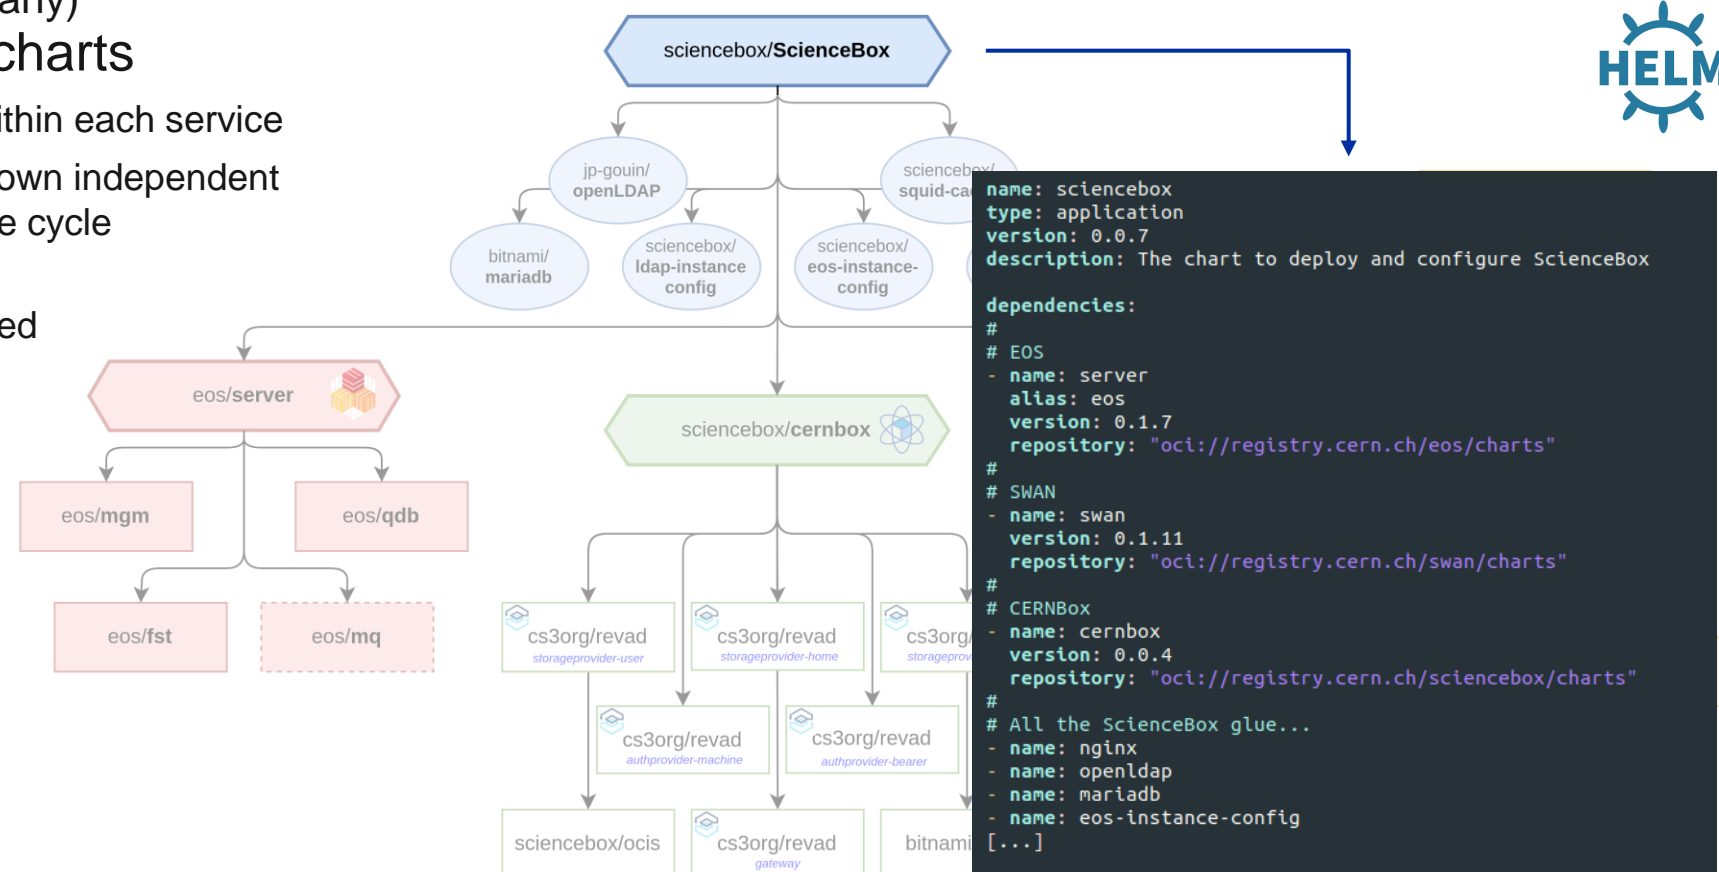 charts
each service
own independent
cycle
sciencebox/ScienceBox
HELM
jp-gouin/
openLDAP
sciencebox/
bitnami/
mariadb
sciencebox/
ldap-instance
config
sciencebox/
eos-instance-
config
eos/server
sciencebox/cernbox
eos/mgm
eos/qdb
eos/fst
eos/mq
cs3org/revad
storageprovider-user
cs3org/revad
storageprovider-home
cs3org/revad
authprovider-machine
cs3org/revad
authprovider-bearer
sciencebox/ocis
cs3org/revad
gateway
bitnami
name: sciencebox
type: application
version: 0.0.7
description: The chart to deploy and configure ScienceBox
dependencies:
#
# EOS
- name: server
alias: eos
version: 0.1.7
repository: "oci://registry.cern.ch/eos/charts"
#
# SWAN
- name: swan
version: 0.1.11
repository: "oci://registry.cern.ch/swan/charts"
#
# CERNBox
- name: cernbox
version: 0.0.4
repository: "oci://registry.cern.ch/sciencebox/charts"
#
# All the ScienceBox glue...
- name: nginx
- name: openldap
- name: mariadb
- name: eos-instance-config
[...]